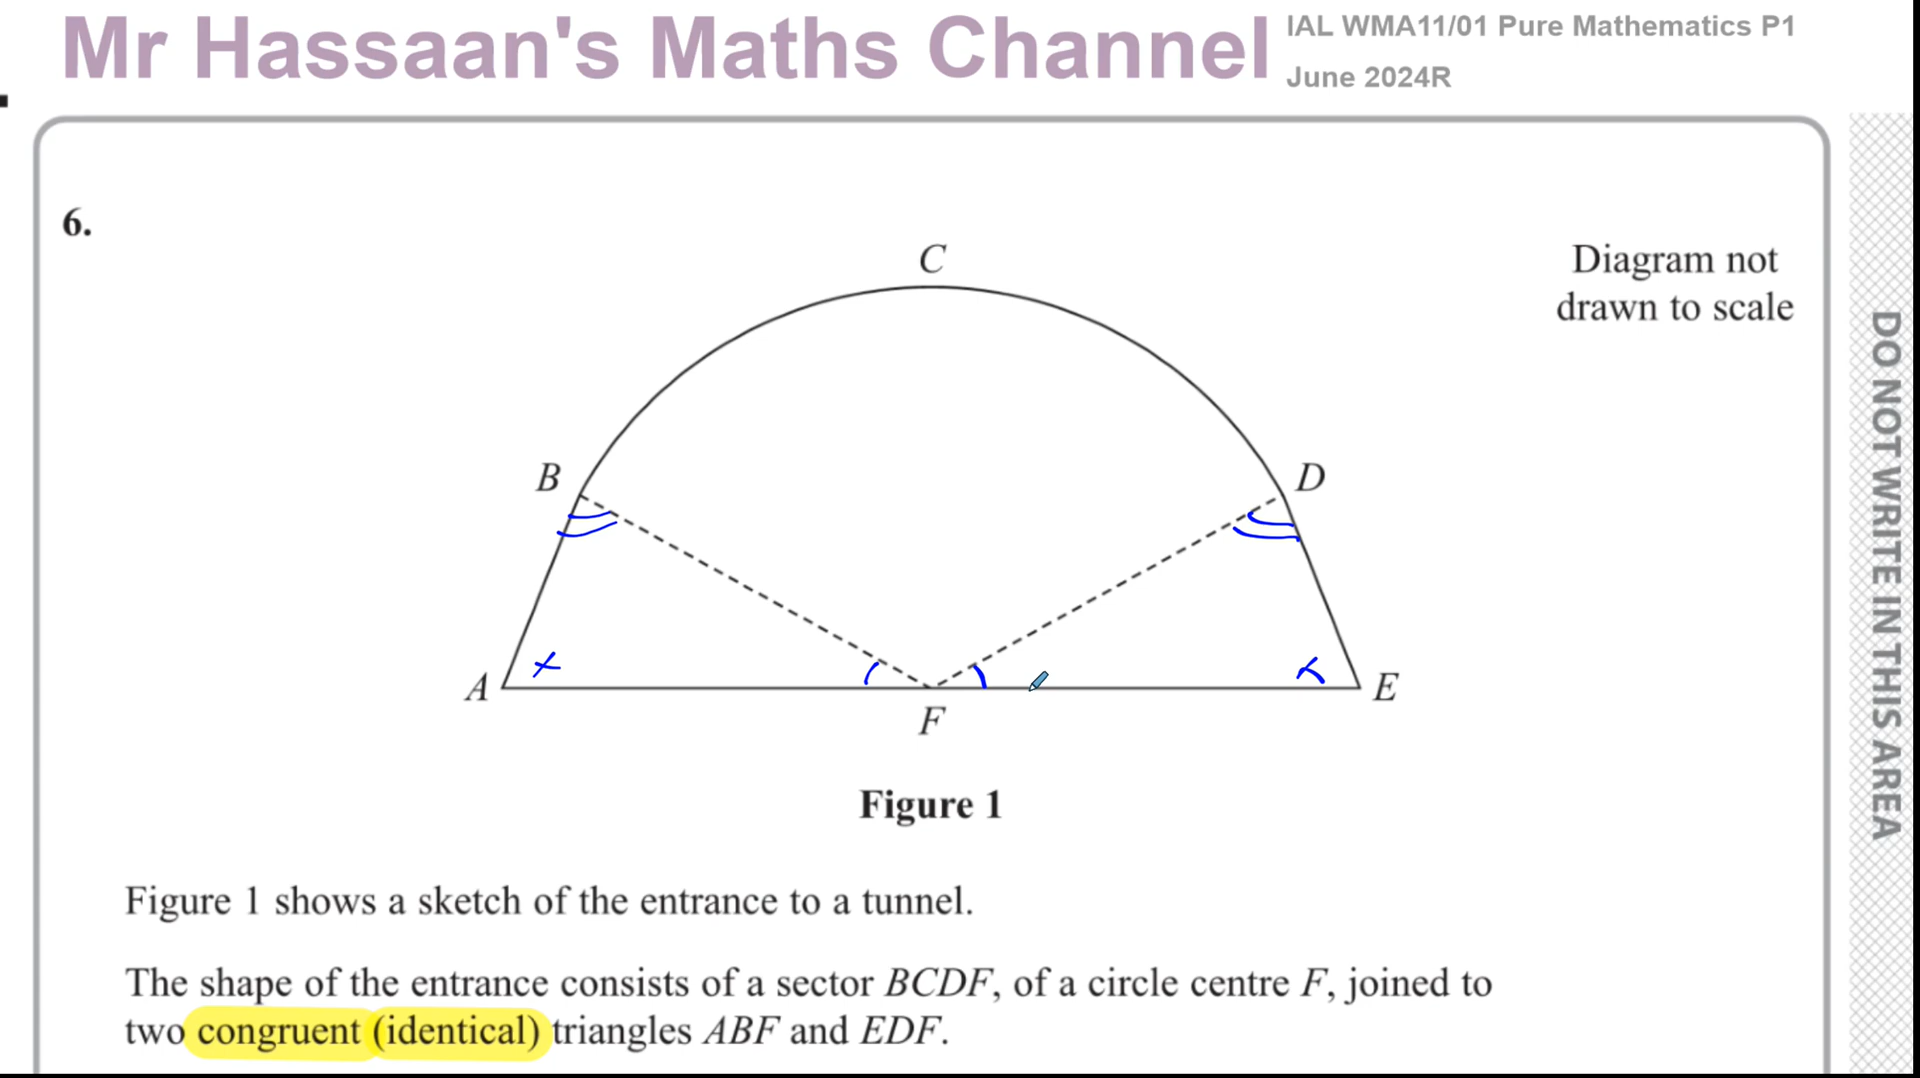 Mr Hassaan's Maths Channel
IAL WMA11/01 Pure Mathematics P1
June 2024R
6.
Diagram not
drawn to scale
C
B
D
A
F
E
Figure 1
Figure 1 shows a sketch of the entrance to a tunnel.
The shape of the entrance consists of a sector BCDF, of a circle centre F, joined to
two congruent (identical) triangles ABF and EDF.
DO NOT WRITE IN THIS AREA